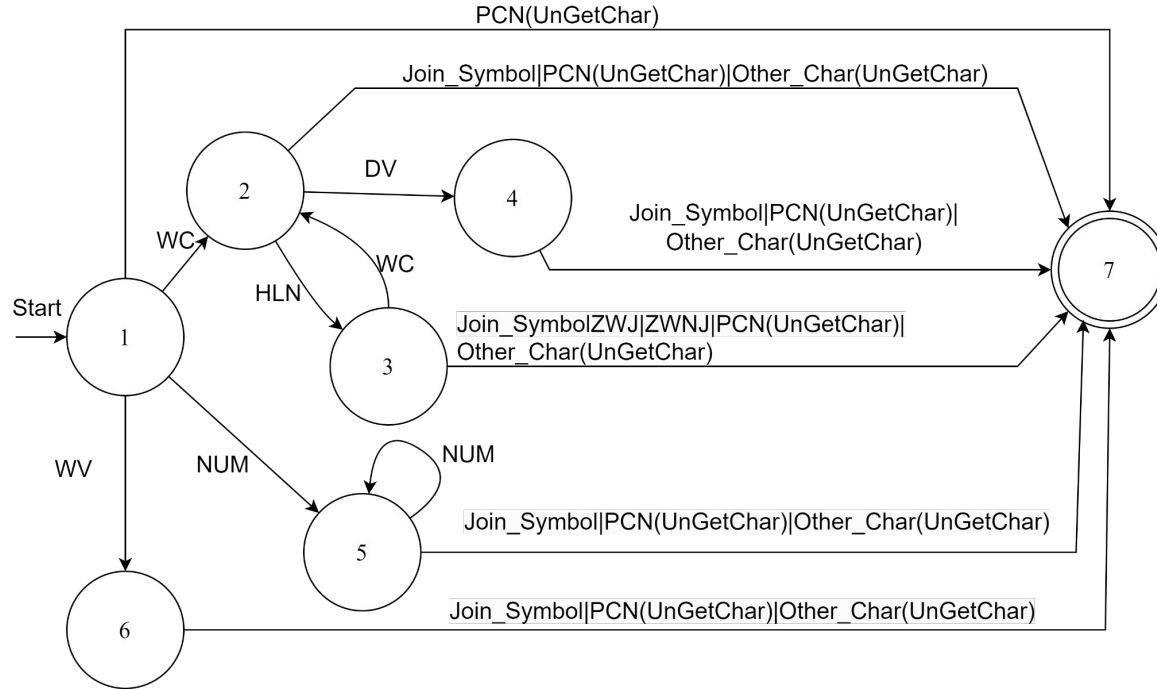 PCN(UnGetChar)
Join_Symbol|PCN(UnGetChar)|Other_Char(UnGetChar)
DV
2
4
Join_Symbol|PCN(UnGetChar)|
Other_Char(UnGetChar)
WC
WC
7
HLN
Start
1
Join_SymbolZWJ|ZWNJ|PCN(UnGetChar)|
Other_Char(UnGetChar)
3
NUM
NUM
WV
Join_Symbol|PCN(UnGetChar)|Other_Char(UnGetChar)
5
Join_Symbol|PCN(UnGetChar)|Other_Char(UnGetChar)
6